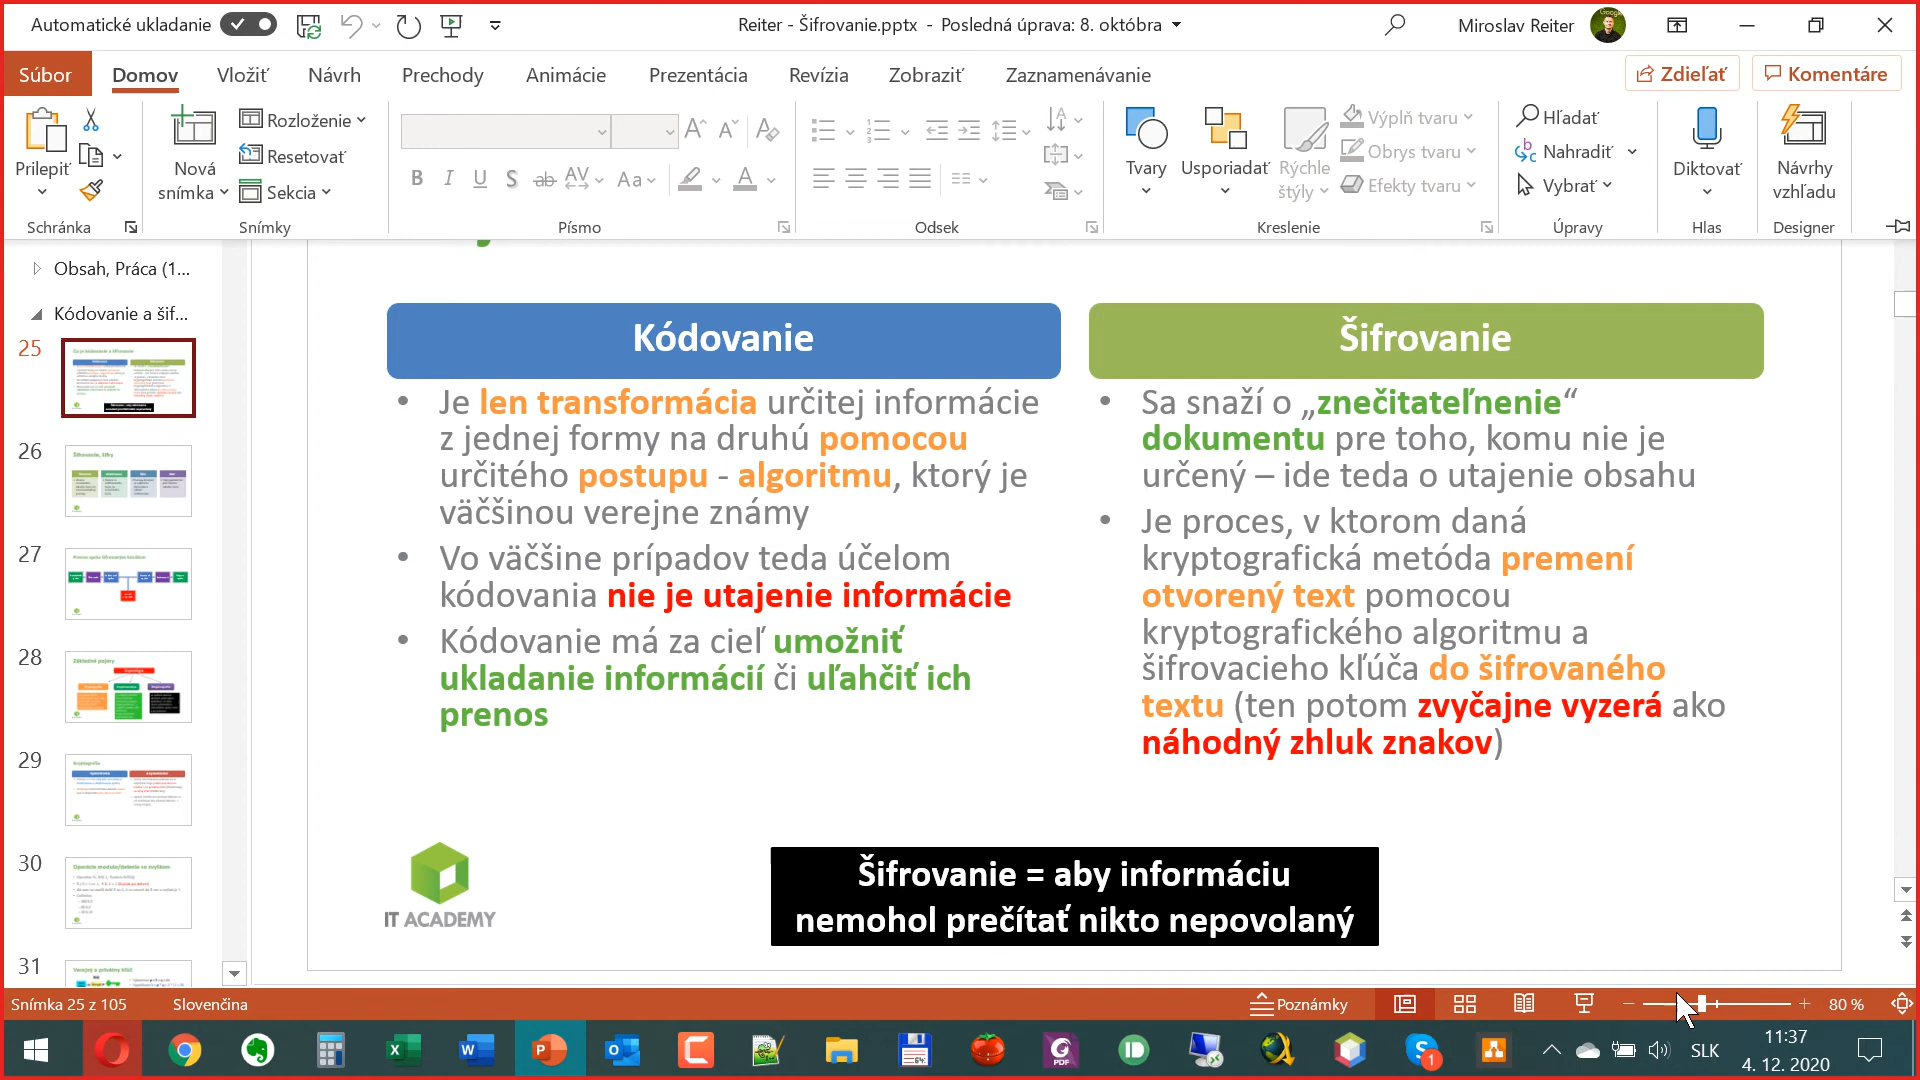 Automatické ukladanie
Reiter - Šifrovanie.pptx - Posledná úprava: 8. októbra
Miroslav Reiter
Súbor
Domov
Vložiť
Návrh
Prechody
Animácie
Prezentácia
Revízia
Zobraziť
Zaznamenávanie
Zdieľať
Komentáre
Prilepiť
Nová
snímka
Rozloženie
Resetovať
Sekcia
Tvary
Usporiadať
Rýchle
štýly
Výplň tvaru
Obrys tvaru
Efekty tvaru
Hľadať
Nahradiť
Vybrať
Diktovať
Návrhy
vzhľadu
Schránka
Snímky
Písmo
Odsek
Kreslenie
Úpravy
Hlas
Designer
Obsah, Práca (1...
Kódovanie a šif...
25
26
27
28
29
30
31
Kódovanie
• Je len transformácia určitej informácie
z jednej formy na druhú pomocou
určitého postupu - algoritmu, ktorý je
väčšinou verejne známy
• Vo väčšine prípadov teda účelom
kódovania nie je utajenie informácie
• Kódovanie má za cieľ umožniť
ukladanie informácií či uľahčiť ich
prenos
Šifrovanie
• Sa snaží o „znečitateľnenie“
dokumentu pre toho, komu nie je
určený – ide teda o utajenie obsahu
• Je proces, v ktorom daná
kryptografická metóda premení
otvorený text pomocou
kryptografického algoritmu a
šifrovacieho kľúča do šifrovaného
textu (ten potom zvyčajne vyzerá ako
náhodný zhluk znakov)
IT ACADEMY
Šifrovanie = aby informáciu
nemohol prečítať nikto nepovolaný
Snímka 25 z 105
Slovenčina
Poznámky
80 %
SLK
11:37
4. 12. 2020